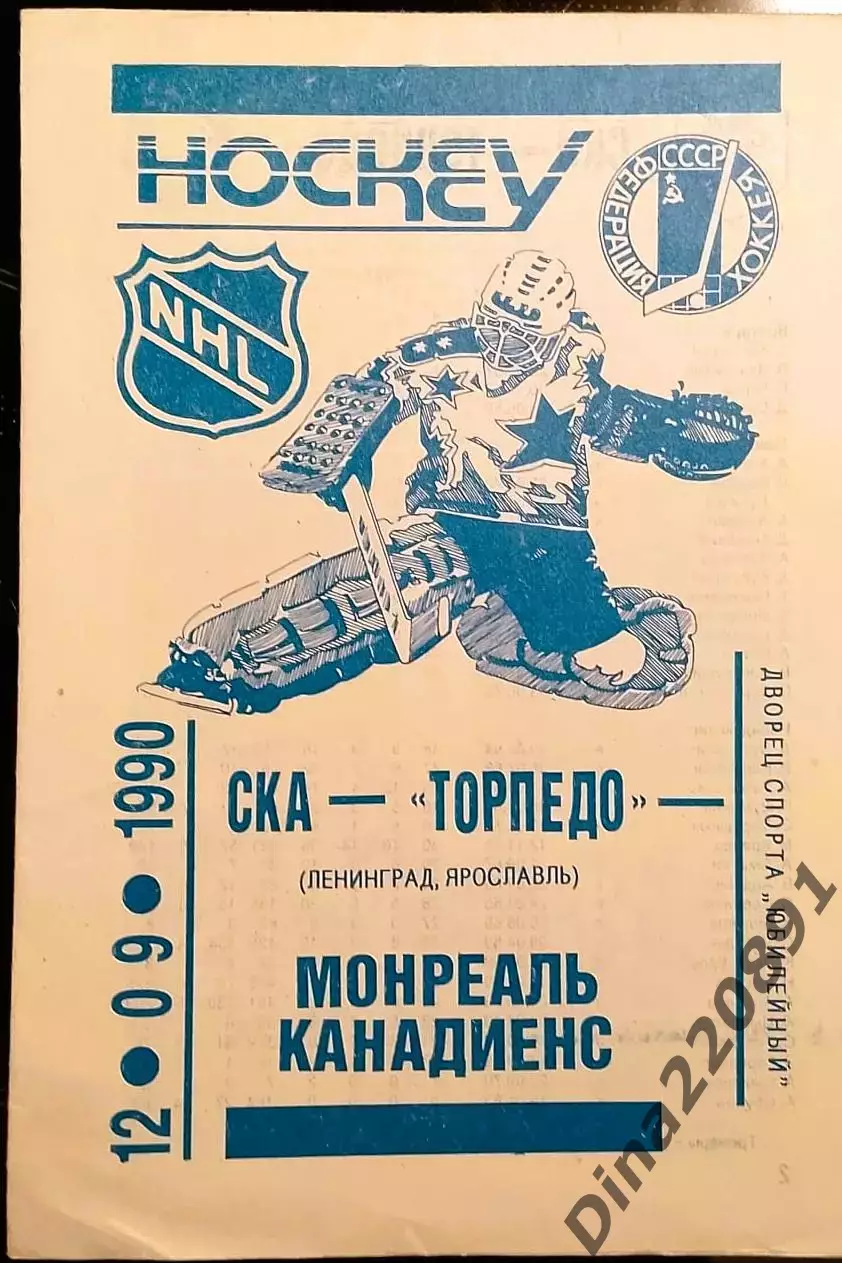 HOCKEY
СССР
ФЕДЕРАЦИЯ ХОККЕЯ
NHL
12 • 09 • 1990
СКА — «ТОРПЕДО» —
(ЛЕНИНГРАД, ЯРОСЛАВЛЬ)
МОНРЕАЛЬ
КАНАДИЕНС
ДВОРЕЦ СПОРТА „ЮБИЛЕЙНЫЙ"
Dina220891